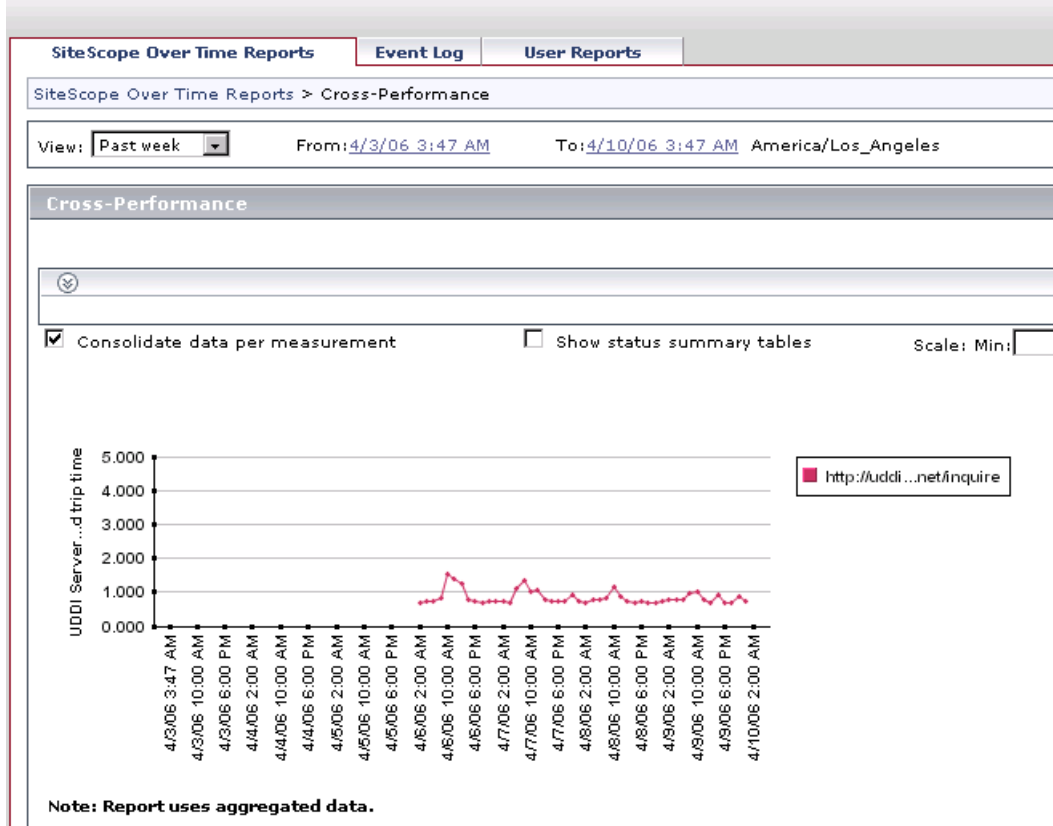 SiteScope Over Time Reports Event Log User Reports
SiteScope Over Time Reports > Cross-Performance
View: Past week From:4/3/06 3:47 AM To:4/10/06 3:47 AM America/Los_Angeles
Cross-Performance
Consolidate data per measurement Show status summary tables Scale: Min:
UDDI Server...d trip time
5.000
4.000
3.000
2.000
1.000
0.000
http://uddi...net/inquire
4/3/06 3:47 AM
4/3/06 10:00 AM
4/3/06 6:00 PM
4/4/06 2:00 AM
4/4/06 10:00 AM
4/4/06 6:00 PM
4/5/06 2:00 AM
4/5/06 10:00 AM
4/5/06 6:00 PM
4/6/06 2:00 AM
4/6/06 10:00 AM
4/6/06 6:00 PM
4/7/06 2:00 AM
4/7/06 10:00 AM
4/7/06 6:00 PM
4/8/06 2:00 AM
4/8/06 10:00 AM
4/8/06 6:00 PM
4/9/06 2:00 AM
4/9/06 10:00 AM
4/9/06 6:00 PM
4/10/06 2:00 AM
Note: Report uses aggregated data.